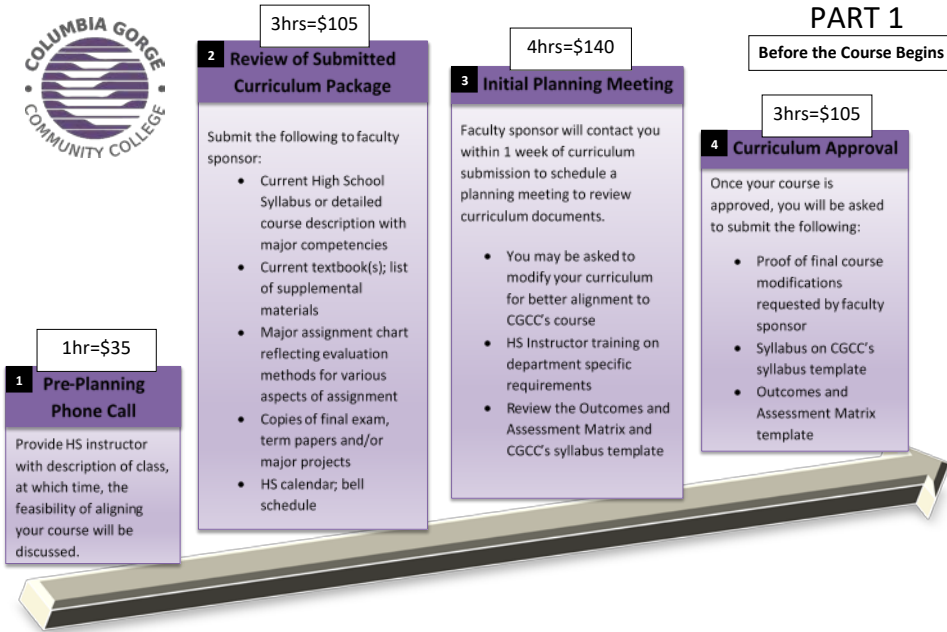 COLUMBIA GORGE
COMMUNITY COLLEGE
PART 1
Before the Course Begins
1hr=$35
1
Pre-Planning
Phone Call
Provide HS instructor
with description of class,
at which time, the
feasibility of aligning
your course will be
discussed.
3hrs=$105
2
Review of Submitted
Curriculum Package
Submit the following to faculty
sponsor:
• Current High School
Syllabus or detailed
course description with
major competencies
• Current textbook(s); list
of supplemental
materials
• Major assignment chart
reflecting evaluation
methods for various
aspects of assignment
• Copies of final exam,
term papers and/or
major projects
• HS calendar; bell
schedule
4hrs=$140
3
Initial Planning Meeting
Faculty sponsor will contact you
within 1 week of curriculum
submission to schedule a
planning meeting to review
curriculum documents.
• You may be asked to
modify your curriculum
for better alignment to
CGCC's course
• HS Instructor training on
department specific
requirements
• Review the Outcomes and
Assessment Matrix and
CGCC's syllabus template
3hrs=$105
4
Curriculum Approval
Once your course is
approved, you will be asked
to submit the following:
• Proof of final course
modifications
requested by faculty
sponsor
• Syllabus on CGCC's
syllabus template
• Outcomes and
Assessment Matrix
template